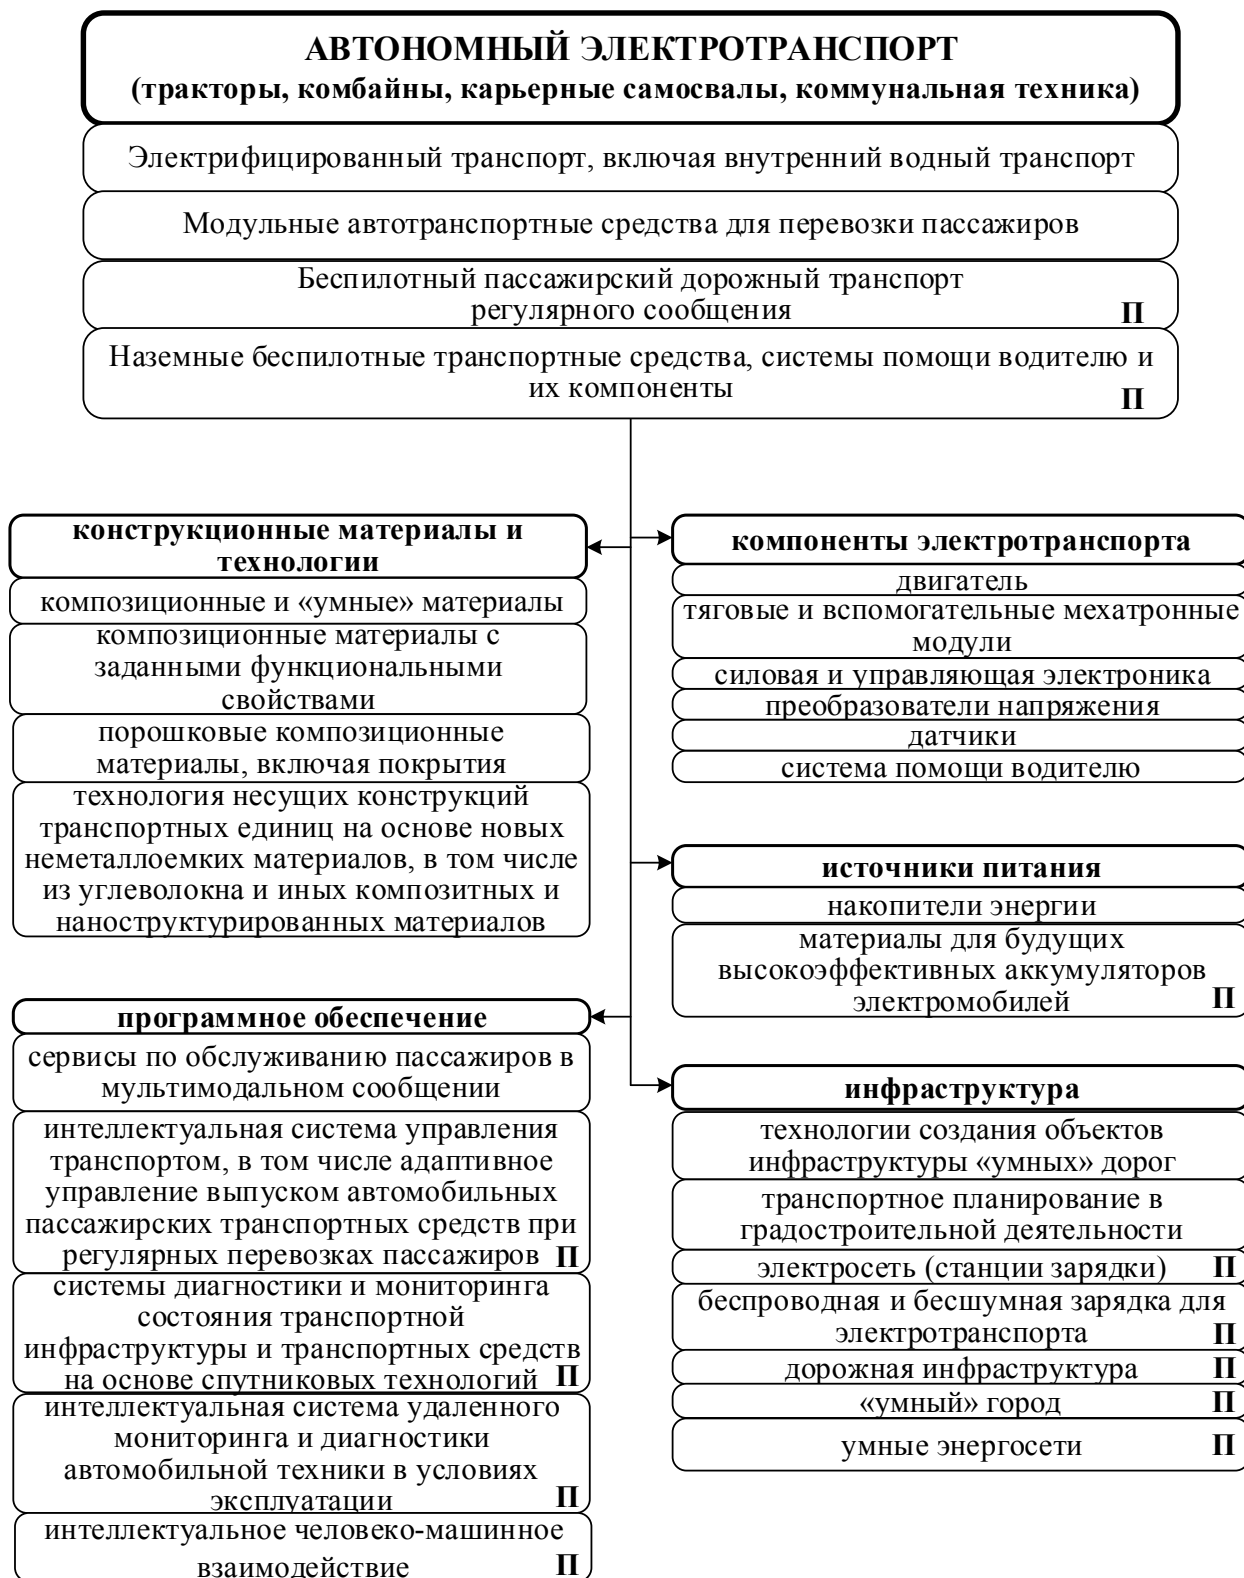 АВТОНОМНЫЙ ЭЛЕКТРОТРАНСПОРТ
(тракторы, комбайны, карьерные самосвалы, коммунальная техника)
Электрифицированный транспорт, включая внутренний водный транспорт
Модульные автотранспортные средства для перевозки пассажиров
Беспилотный пассажирский дорожный транспорт
регулярного сообщения П
Наземные беспилотные транспортные средства, системы помощи водителю и
их компоненты
П
конструкционные материалы и
технологии
композиционные и «умные» материалы
композиционные материалы с
заданными функциональными
свойствами
порошковые композиционные
материалы, включая покрытия
технология несущих конструкций
транспортных единиц на основе новых
неметаллоемких материалов, в том числе
из углеволокна и иных композитных и
наноструктурированных материалов
программное обеспечение
сервисы по обслуживанию пассажиров в
мультимодальном сообщении
интеллектуальная система управления
транспортом, в том числе адаптивное
управление выпуском автомобильных
пассажирских транспортных средств при
регулярных перевозках пассажиров П
системы диагностики и мониторинга
состояния транспортной
инфраструктуры и транспортных средств
на основе спутниковых технологий П
интеллектуальная система удаленного
мониторинга и диагностики
автомобильной техники в условиях
эксплуатации П
интеллектуальное человеко-машинное
взаимодействие П
компоненты электротранспорта
двигатель
тяговые и вспомогательные мехатронные
модули
силовая и управляющая электроника
преобразователи напряжения
датчики
система помощи водителю
источники питания
накопители энергии
материалы для будущих
высокоэффективных аккумуляторов
электромобилей П
инфраструктура
технологии создания объектов
инфраструктуры «умных» дорог
транспортное планирование в
градостроительной деятельности
электросеть (станции зарядки) П
беспроводная и бесшумная зарядка для
электротранспорта П
дорожная инфраструктура П
«умный» город П
умные энергосети П